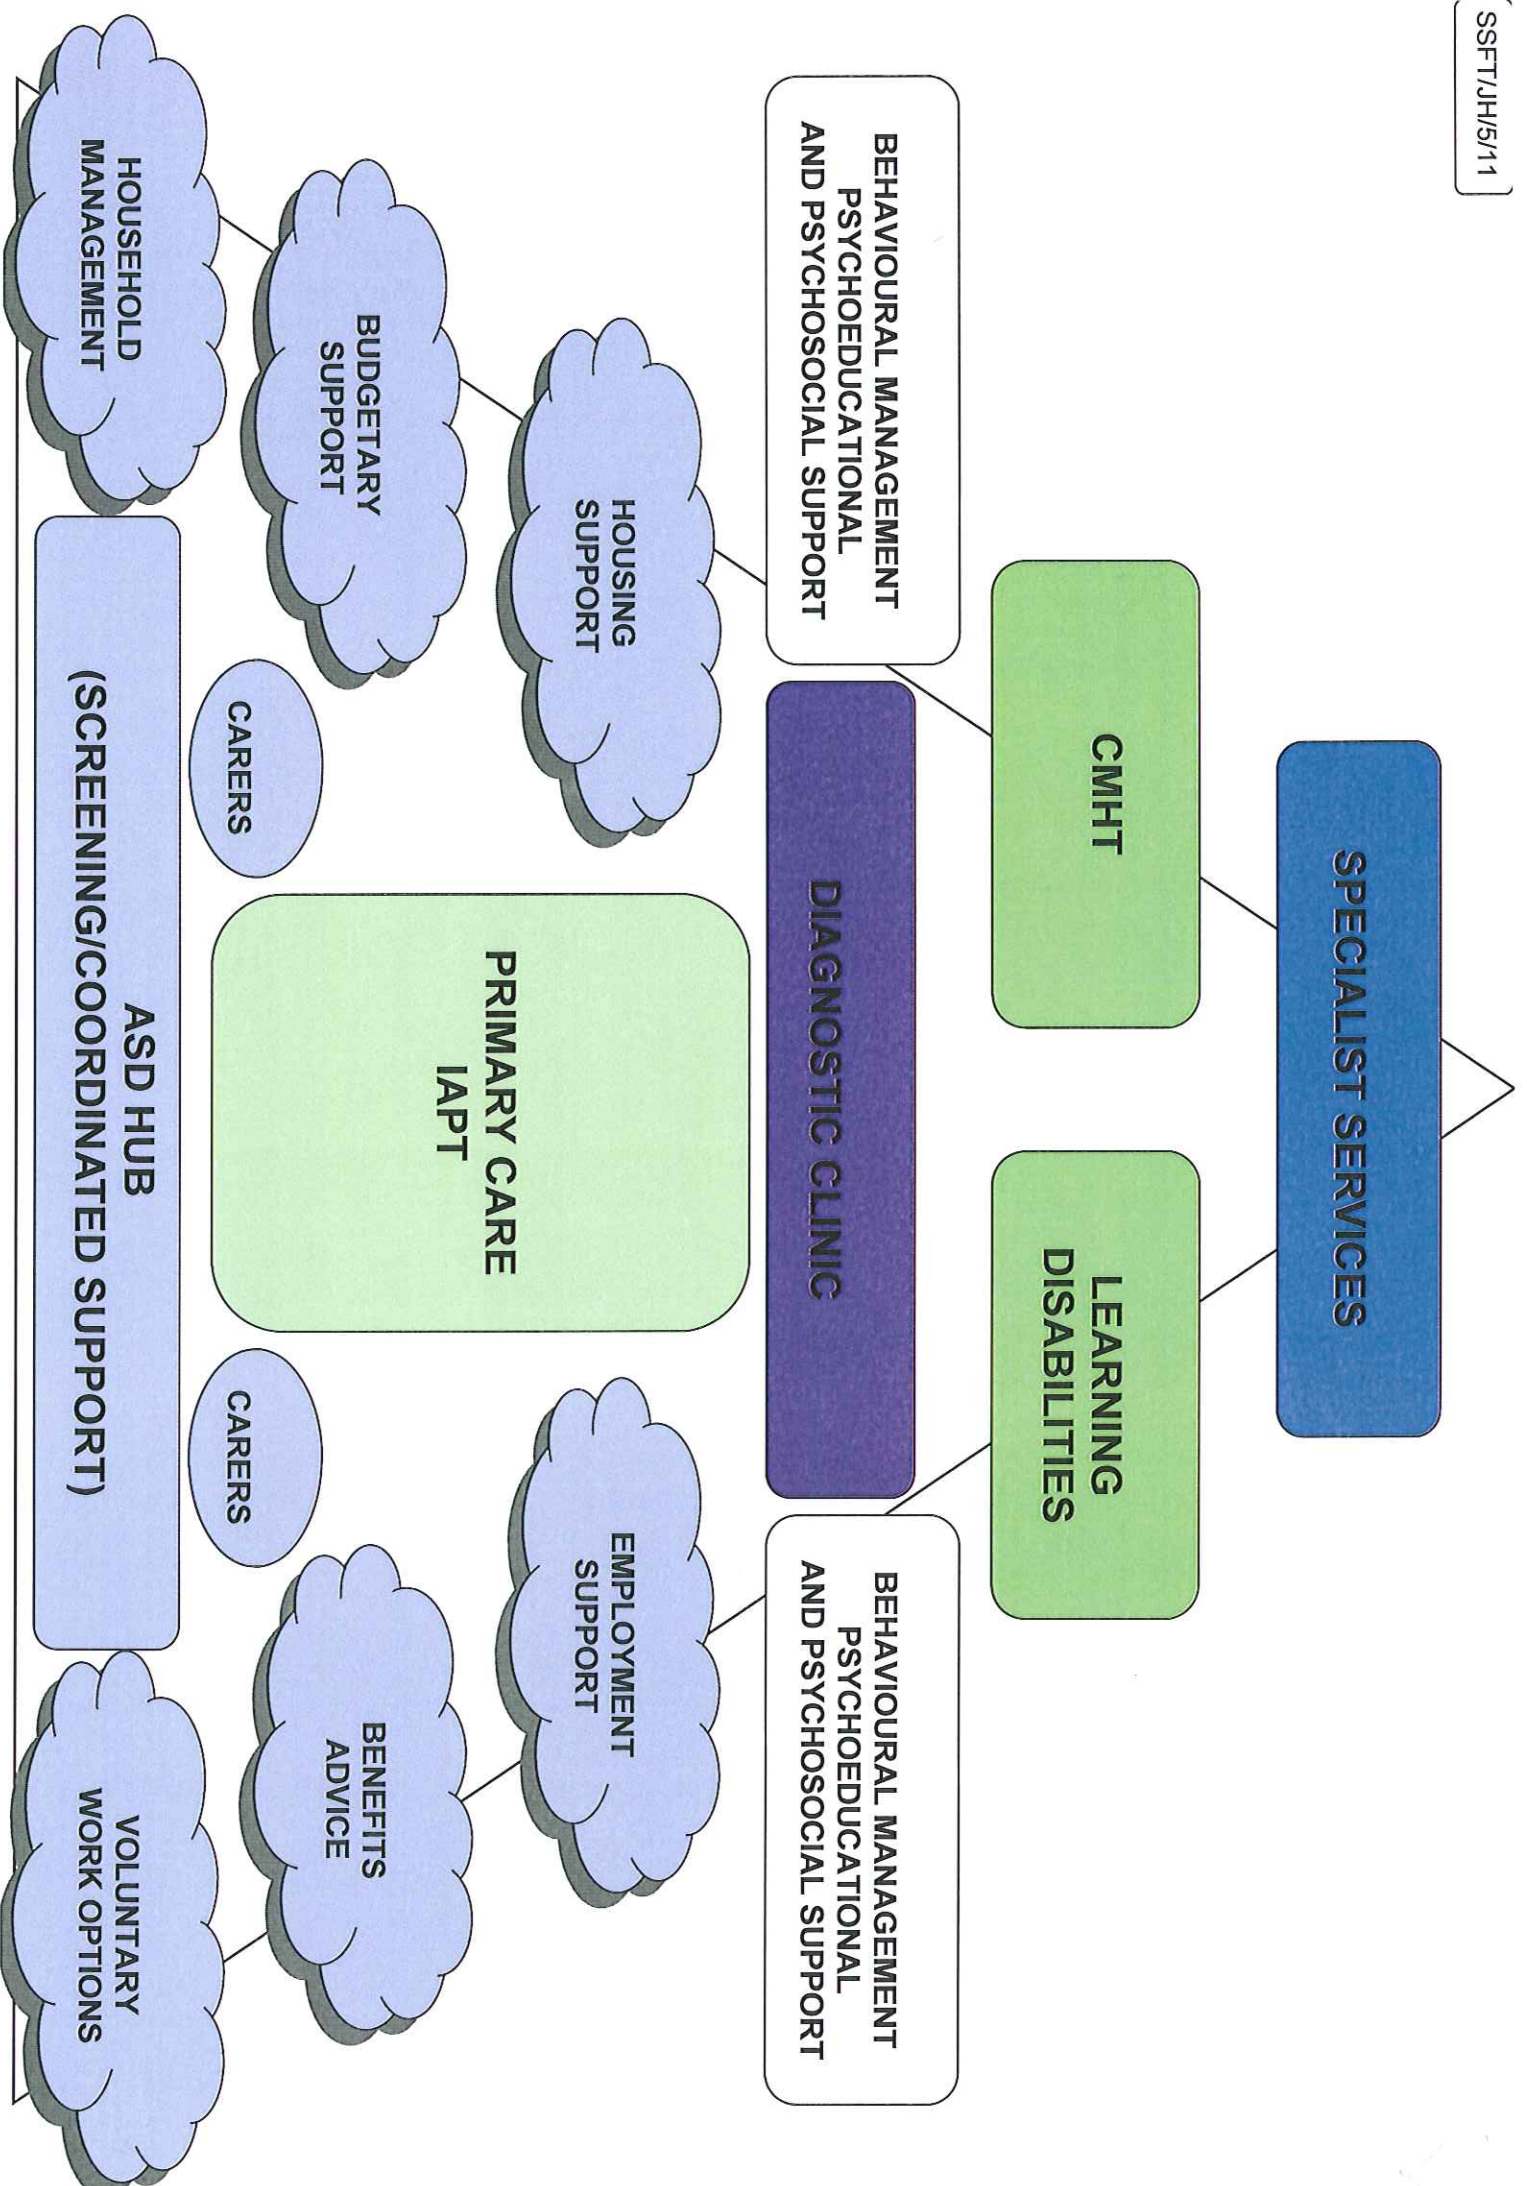 SSFT/JH/5/11
SPECIALIST SERVICES
CMHT
LEARNING
DISABILITIES
BEHAVIOURAL MANAGEMENT
PSYCHOEDUCATIONAL
AND PSYCHOSOCIAL SUPPORT
DIAGNOSTIC CLINIC
BEHAVIOURAL MANAGEMENT
PSYCHOEDUCATIONAL
AND PSYCHOSOCIAL SUPPORT
HOUSING
SUPPORT
PRIMARY CARE
IAPT
EMPLOYMENT
SUPPORT
BUDGETARY
SUPPORT
BENEFITS
ADVICE
CARERS
CARERS
HOUSEHOLD
MANAGEMENT
ASD HUB
(SCREENING/COORDINATED SUPPORT)
VOLUNTARY
WORK OPTIONS